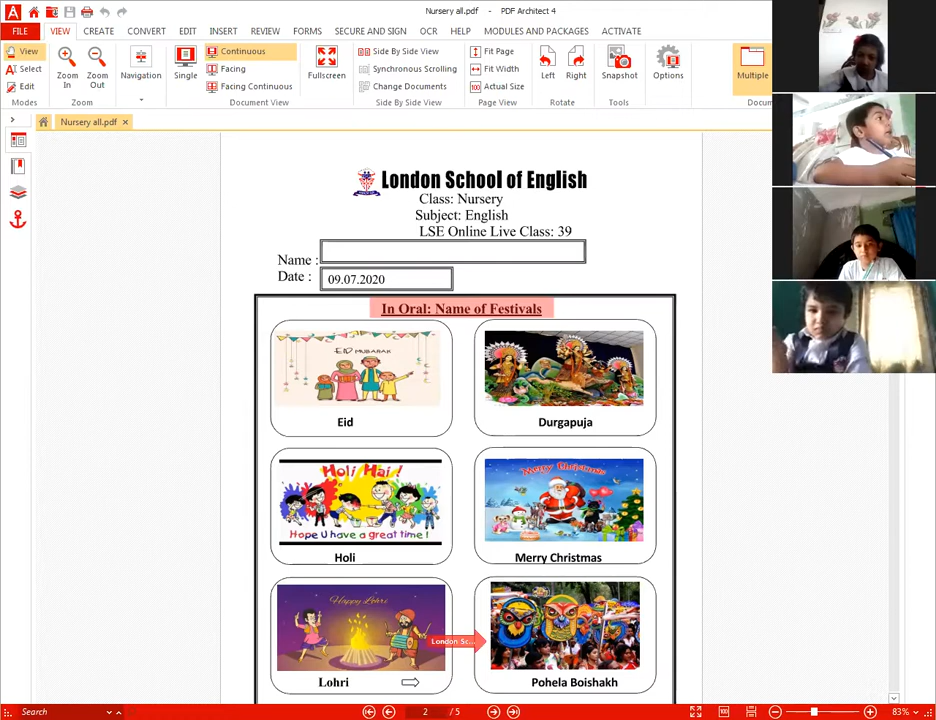 Nursery all.pdf - PDF Architect 4
FILE VIEW CREATE CONVERT EDIT INSERT REVIEW FORMS SECURE AND SIGN OCR HELP MODULES AND PACKAGES ACTIVATE
View
Select
Edit
Modes
Zoom In
Zoom Out
Zoom
Navigation
Single
Continuous
Facing
Facing Continuous
Document View
Fullscreen
Side By Side View
Synchronous Scrolling
Change Documents
Side By Side View
Fit Page
Fit Width
100 Actual Size
Page View
Left
Right
Rotate
Snapshot
Tools
Options
Multiple
Docum
Nursery all.pdf ×
London School of English
Class: Nursery
Subject: English
LSE Online Live Class: 39
Name :
Date : 09.07.2020
In Oral: Name of Festivals
EID MUBARAK
Eid
Durgapuja
Holi Hai !
Hope U have a great time !
Holi
Merry Christmas
Merry Christmas
Happy Lohri
Lohri
London Sc...
Pohela Boishakh
Search
2 / 5
100
83%